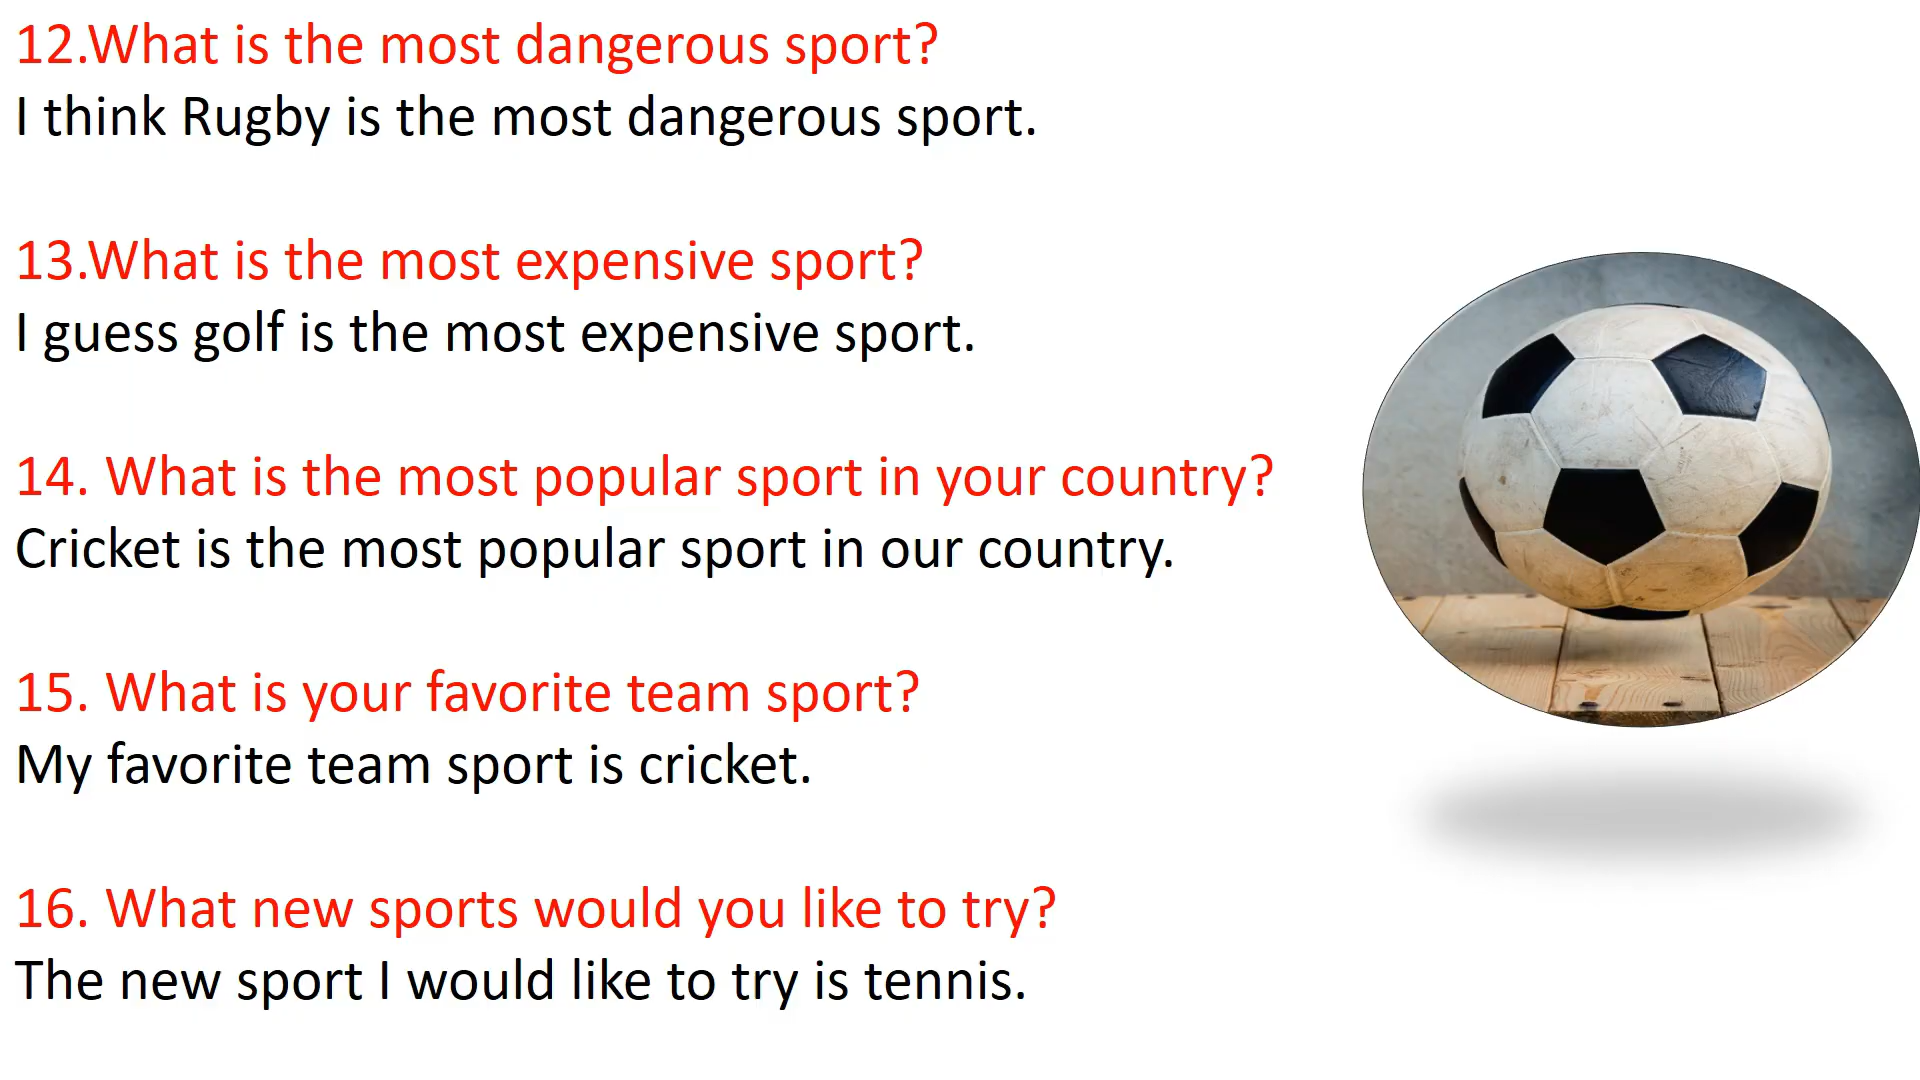 12.What is the most dangerous sport?
I think Rugby is the most dangerous sport.
13.What is the most expensive sport?
I guess golf is the most expensive sport.
14. What is the most popular sport in your country?
Cricket is the most popular sport in our country.
15. What is your favorite team sport?
My favorite team sport is cricket.
16. What new sports would you like to try?
The new sport I would like to try is tennis.